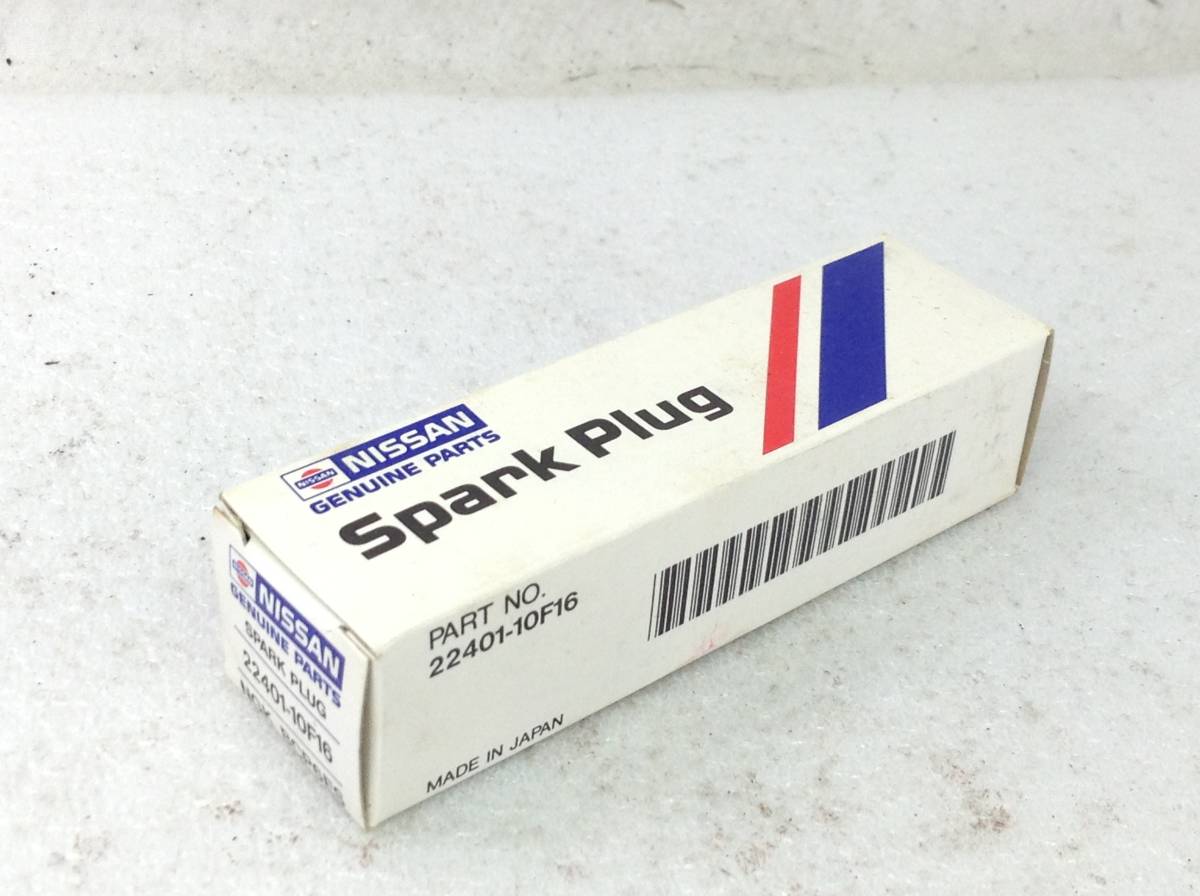 NISSAN
NISSAN
GENUINE PARTS
Spark Plug
PART NO.
22401-10F16
MADE IN JAPAN
NISSAN
GENUINE PARTS
SPARK PLUG
22401-10F16